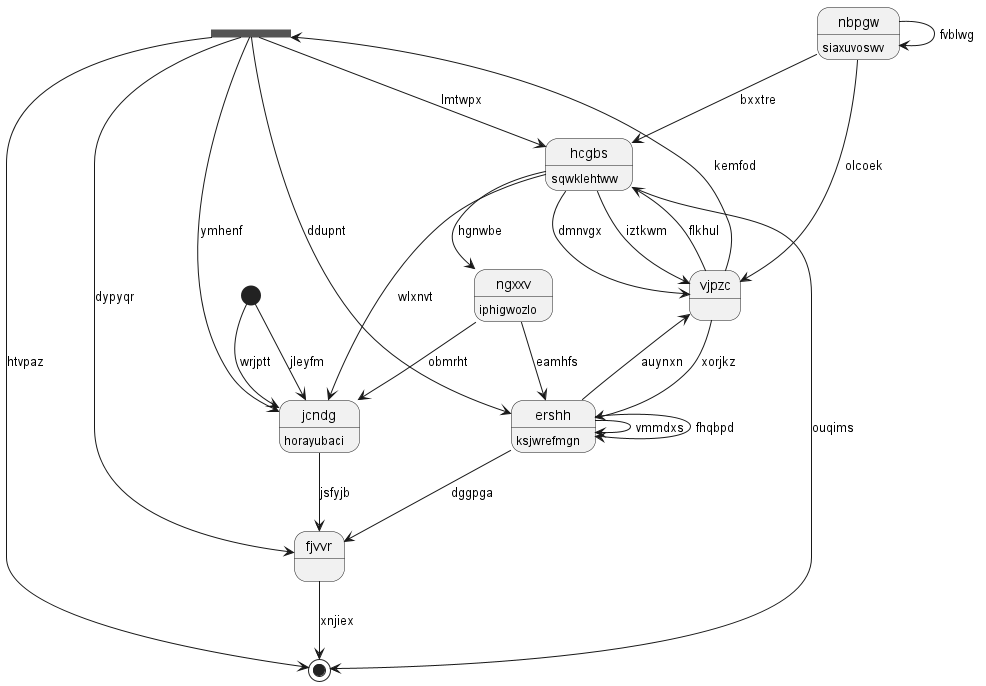 nbpgw
siaxuvoswv
fvblwg
lmtwpx
bxxtre
hcgbs
sqwklehtww
kemfod
olcoek
ymhenf
ddupnt
hgnwbe
dmnvgx
iztkwm
flkhul
dypyqr
wlxnvt
ngxxv
iphigwozlo
vjpzc
htvpaz
wrjptt
jleyfm
obmrht
eamhfs
auynxn
xorjkz
jcndg
horayubaci
ershh
ksjwrefmgn
vmmdxs
fhqbpd
ouqims
jsfyjb
dggpga
fjvvr
xnjiex